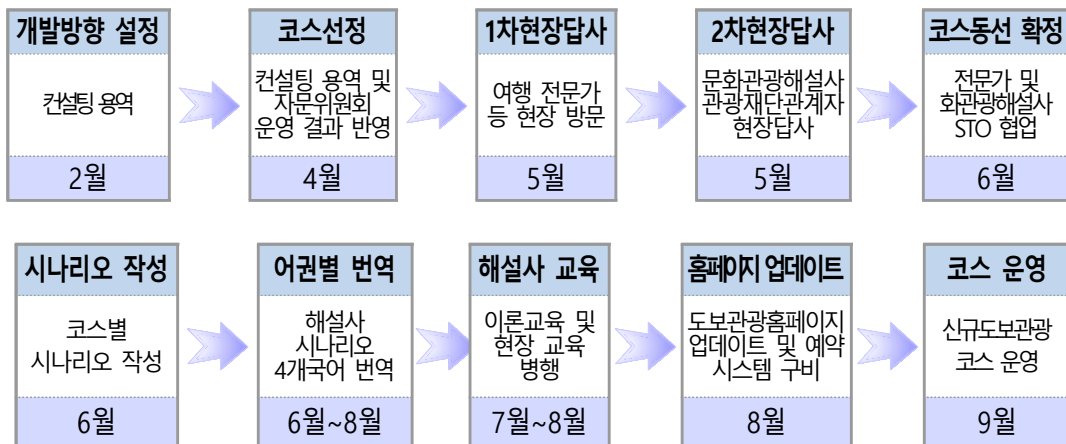 개발방향 설정
컨설팅 용역
2월
코스선정
컨설팅 용역 및
자문위원회
운영 결과 반영
4월
1차현장답사
여행 전문가
등 현장 방문
5월
2차현장답사
문화관광해설사
관광재단관계자
현장답사
5월
코스동선 확정
전문가 및
화관광해설사
STO 협업
6월
시나리오 작성
코스별
시나리오 작성
6월
어권별 번역
해설사
시나리오
4개국어 번역
6월~8월
해설사 교육
이론교육 및
현장 교육
병행
7월~8월
홈페이지 업데이트
도보관광홈페이지
업데이트 및 예약
시스템 구비
8월
코스 운영
신규도보관광
코스 운영
9월